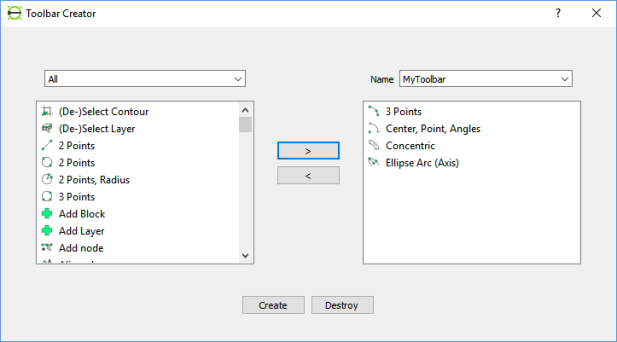 Toolbar Creator
?
All
Name MyToolbar
(De-)Select Contour
(De-)Select Layer
2 Points
2 Points
2 Points, Radius
3 Points
Add Block
Add Layer
Add node
>
<
3 Points
Center, Point, Angles
Concentric
Ellipse Arc (Axis)
Create
Destroy